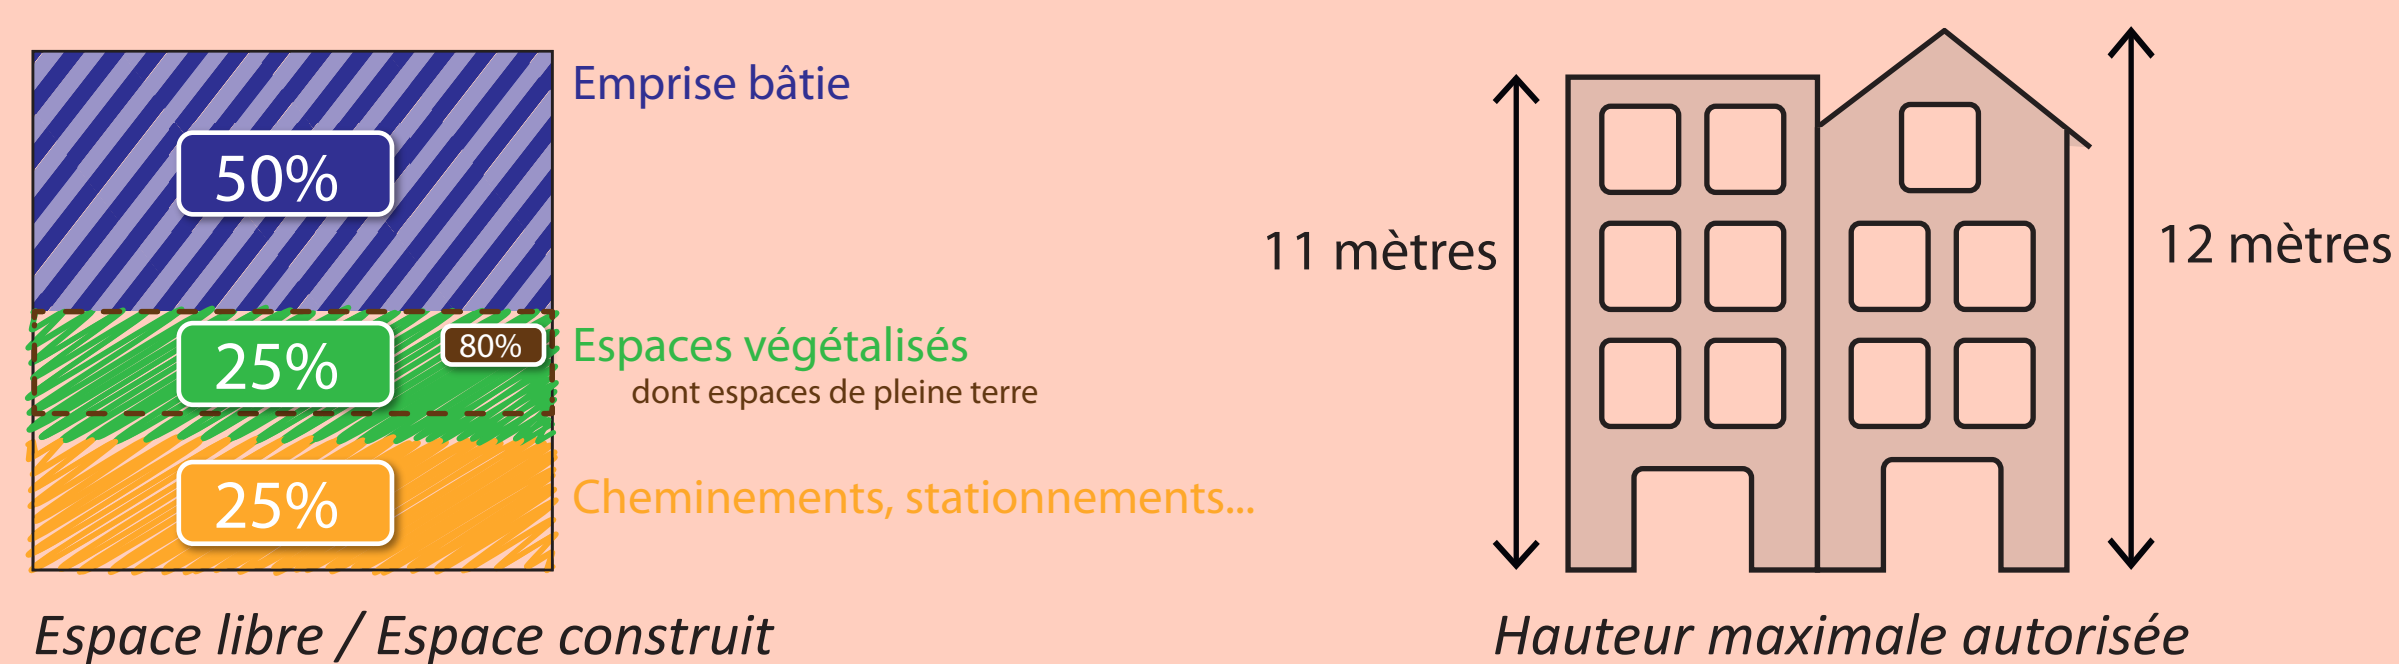 50%
Emprise bâtie
25%
80%
Espaces végétalisés
dont espaces de pleine terre
25%
Cheminements, stationnements...
Espace libre / Espace construit
11 mètres
12 mètres
Hauteur maximale autorisée